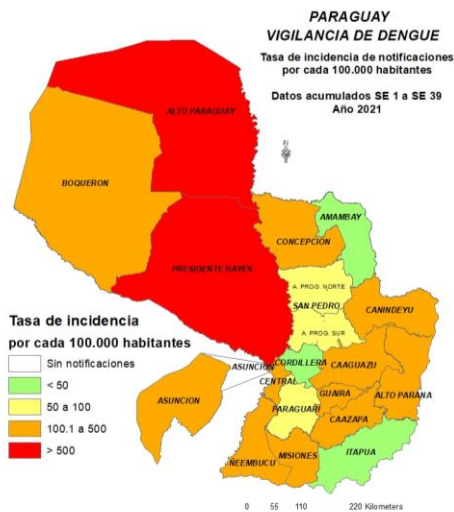 PARAGUAY
VIGILANCIA DE DENGUE
Tasa de incidencia de notificaciones
por cada 100.000 habitantes
Datos acumulados SE 1 a SE 39
Año 2021
N
ALTO PARAGUAY
BOQUERON
AMAMBAY
CONCEPCION
PRESIDENTE HAYES
A. PROG. NORTE
SAN PEDRO
CANINDEYU
A. PROG. SUR
Tasa de incidencia
por cada 100.000 habitantes
Sin notificaciones
< 50
50 a 100
100.1 a 500
> 500
ASUNCION
ASUNCION
CORDILLERA
CENTRAL
CAAGUAZU
ALTO PARANA
GUAIRA
PARAGUARI
CAAZAPA
ÑEEMBUCU
MISIONES
ITAPUA
0 55 110 220 Kilometers